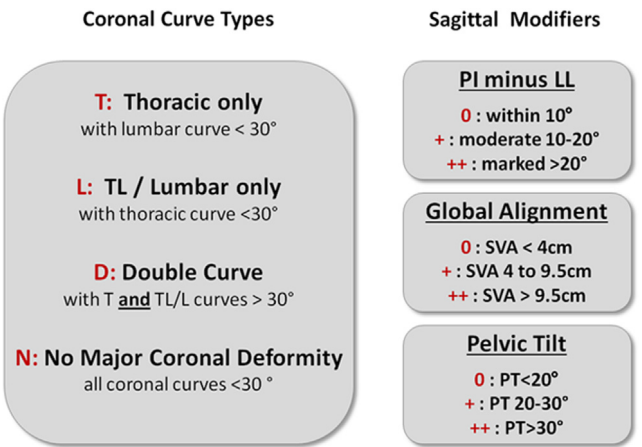 Coronal Curve Types
T: Thoracic only
with lumbar curve < 30°
L: TL / Lumbar only
with thoracic curve <30°
D: Double Curve
with T and TL/L curves > 30°
N: No Major Coronal Deformity
all coronal curves <30 °
Sagittal Modifiers
PI minus LL
0 : within 10°
+ : moderate 10-20°
++ : marked >20°
Global Alignment
0 : SVA < 4cm
+ : SVA 4 to 9.5cm
++ : SVA > 9.5cm
Pelvic Tilt
0 : PT<20°
+ : PT 20-30°
++ : PT>30°